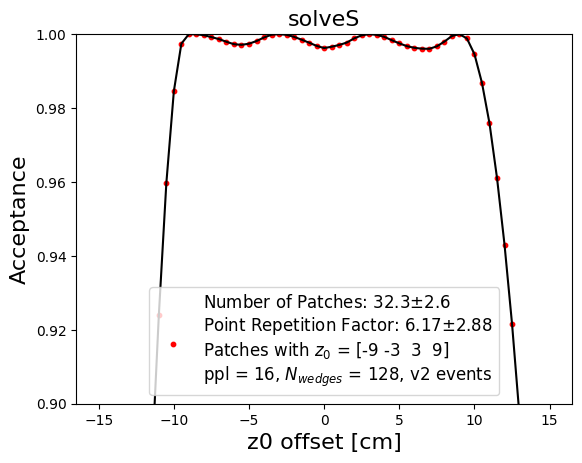 solveS
Acceptance
1.00
0.98
0.96
0.94
0.92
0.90
Number of Patches: 32.3±2.6
Point Repetition Factor: 6.17±2.88
Patches with z₀ = [-9 -3 3 9]
ppl = 16, N_wedges = 128, v2 events
−15 −10 −5 0 5 10 15
z0 offset [cm]